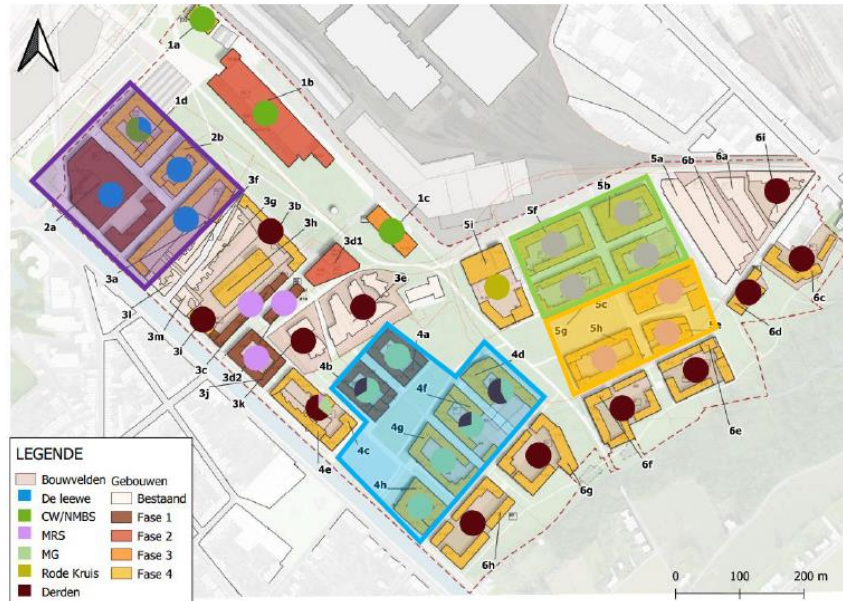 1a
1b
1d
2b
6i
6a
6b
5a
3f
5b
3g
3b
5f
3h
1c
5i
2a
3d1
3a
3e
6c
3l
5c
3m
5g
6d
3i
5h
4a
3c
4d
4b
3d2
4f
3j
3k
6e
4g
6f
LEGENDE
4c
4e
4h
6g
Bouwvelden
Gebouwen
De leewe
Bestaand
CW/NMBS
Fase 1
MRS
Fase 2
MG
Fase 3
Rode Kruis
Fase 4
Derden
6h
0 100 200 m